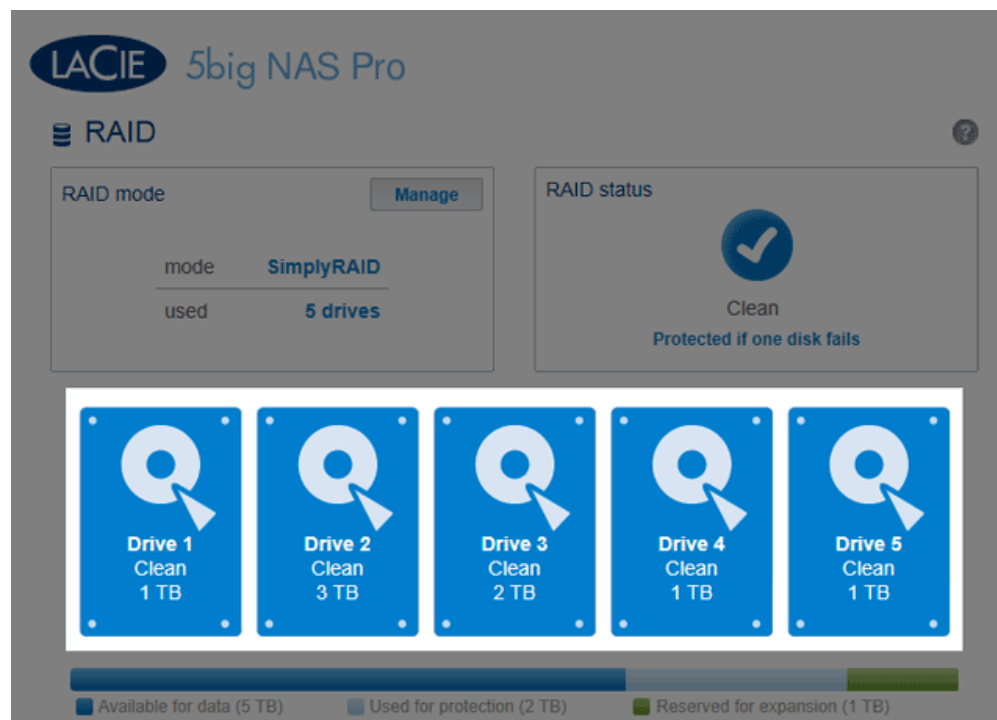 LACIE 5big NAS Pro
RAID
?
RAID mode
Manage
mode SimplyRAID
used 5 drives
RAID status
Clean
Protected if one disk fails
Drive 1
Clean
1 TB
Drive 2
Clean
3 TB
Drive 3
Clean
2 TB
Drive 4
Clean
1 TB
Drive 5
Clean
1 TB
Available for data (5 TB) Used for protection (2 TB) Reserved for expansion (1 TB)